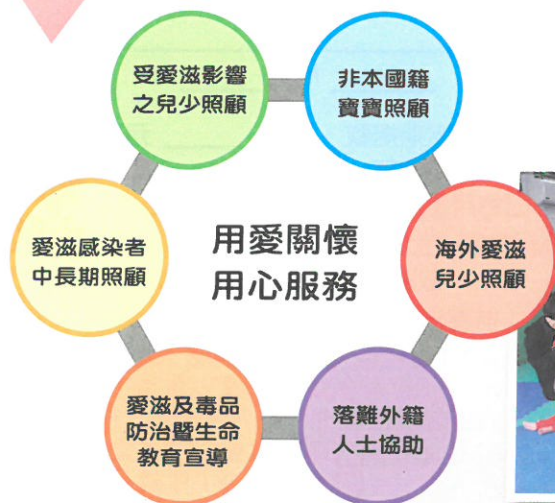 受愛滋影響
之兒少照顧
非本國籍
寶寶照顧
愛滋感染者
中長期照顧
用愛關懷
用心服務
海外愛滋
兒少照顧
愛滋及毒品
防治暨生命
教育宣導
落難外籍
人士協助